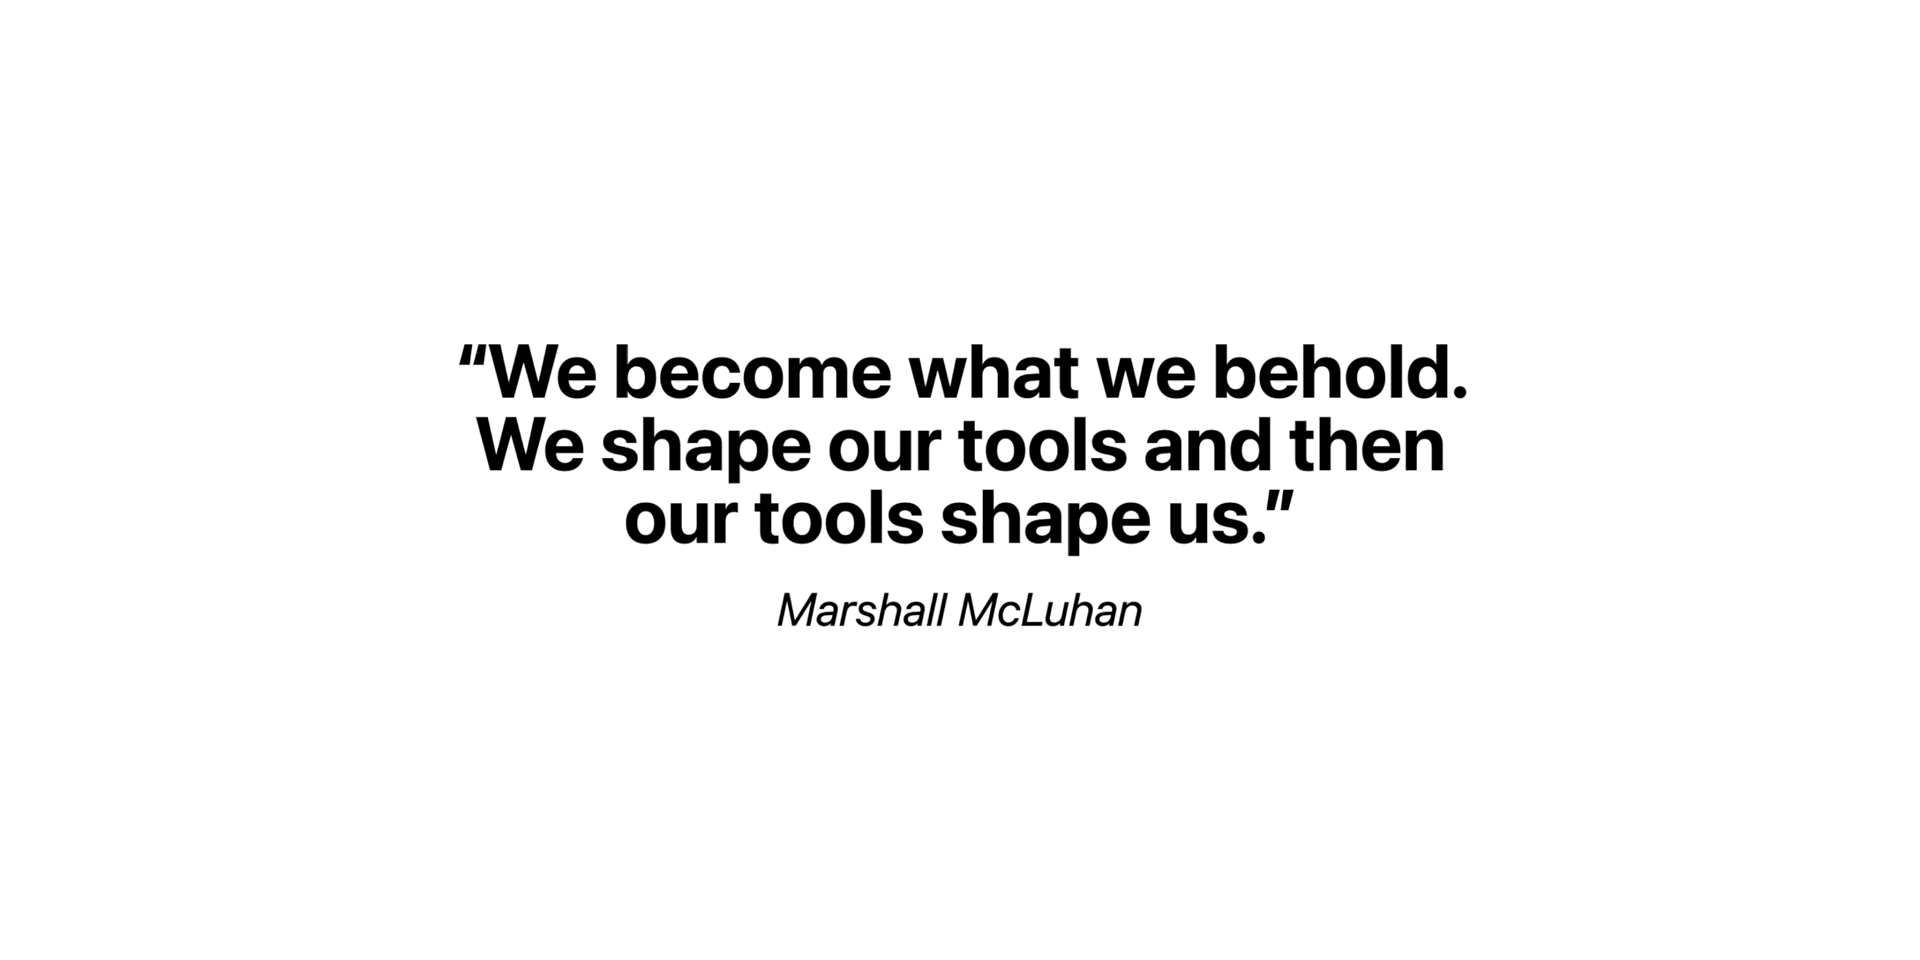 “We become what we behold.
We shape our tools and then
our tools shape us.”
Marshall McLuhan